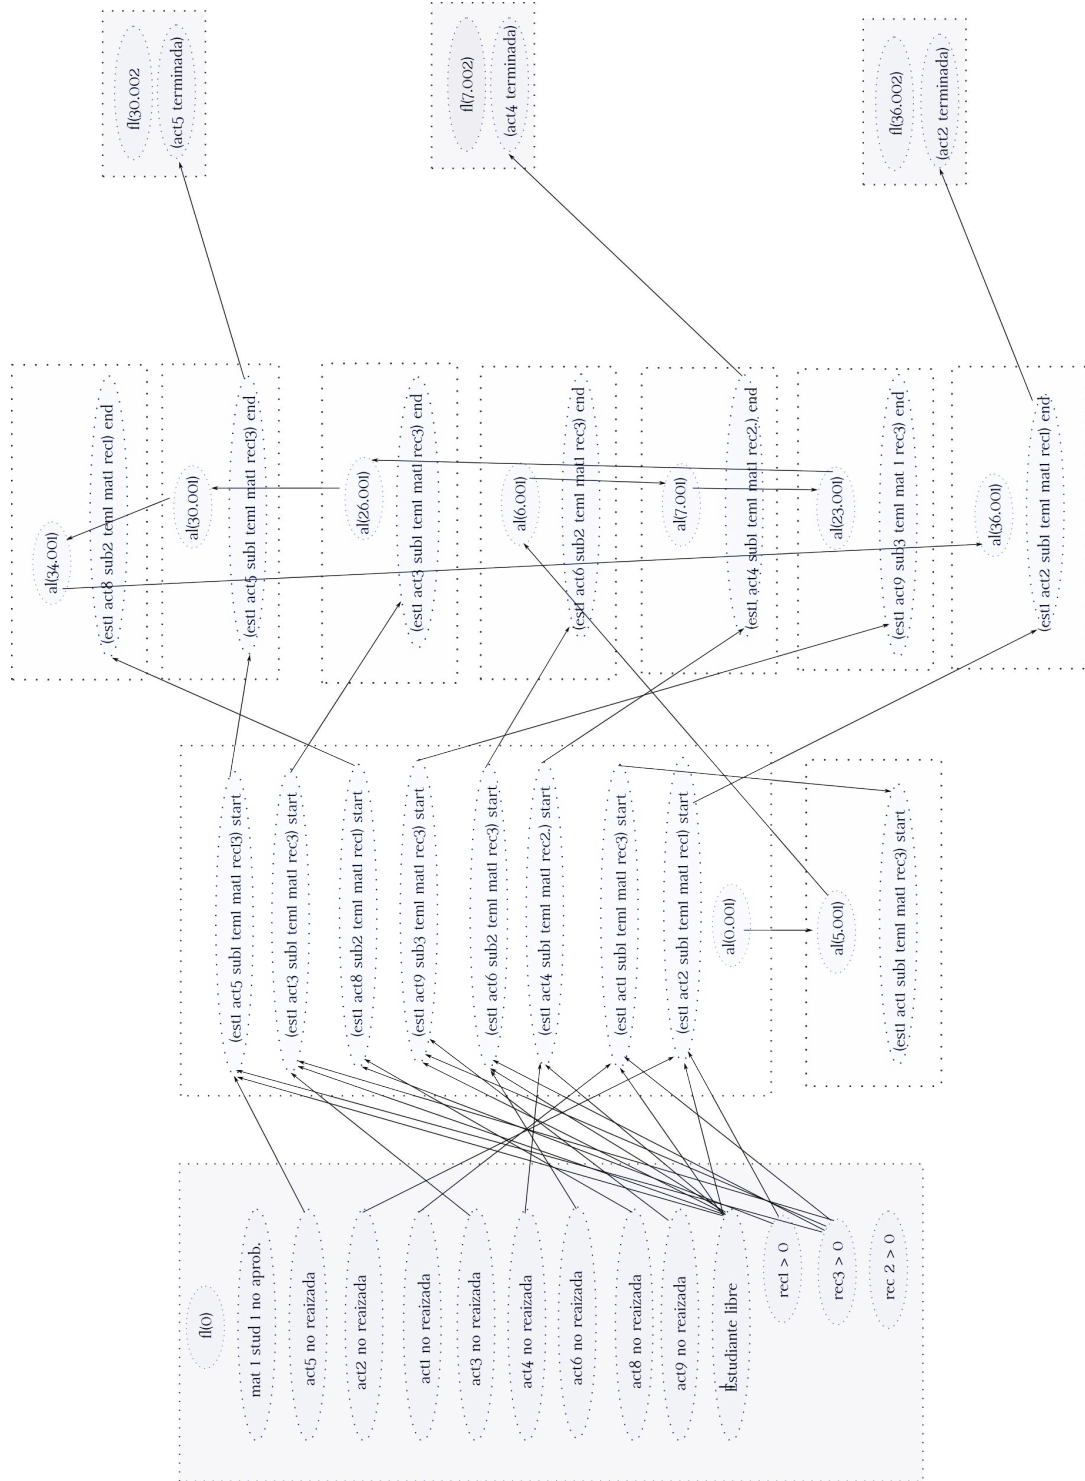 fl(0)
mat 1 stud 1 no aprob.
act5 no reaizada
act2 no reaizada
act1 no reaizada
act3 no reaizada
act4 no reaizada
act6 no reaizada
act8 no reaizada
act9 no reaizada
Estudiante libre
rec1 > 0
rec3 > 0
rec 2 > 0
(est1 act5 sub1 tem1 mat1 rec13) start
(est1 act3 sub1 tem1 mat1 rec3) start
(est1 act8 sub2 tem1 mat1 rec1) start
(est1 act9 sub3 tem1 mat1 rec3) start
(est1 act6 sub2 tem1 mat1 rec3) start
(est1 act4 sub1 tem1 mat1 rec2,) start
(est1 act1 sub1 tem1 mat1 rec3) start
(est1 act2 sub1 tem1 mat1 rec1) start
al(0.001)
al(5.001)
(est1 act1 sub1 tem1 mat1 rec3) start
al(34.001)
(est1 act8 sub2 tem1 mat1 rec1) end
al(30.001)
(est1 act5 sub1 tem1 mat1 rec13) end
al(26.001)
(est1 act3 sub1 tem1 mat1 rec3) end
al(6.001)
(est1 act6 sub2 tem1 mat1 rec3) end
al(7.001)
(est1 act4 sub1 tem1 mat1 rec2,) end
al(23.001)
(est1 act9 sub3 tem1 mat 1 rec3) end
al(36.001)
(est1 act2 sub1 tem1 mat1 rec1) end
fl(30.002
(act5 terminada)
fl(7.002)
(act4 terminada)
fl(36.002)
(act2 terminada)